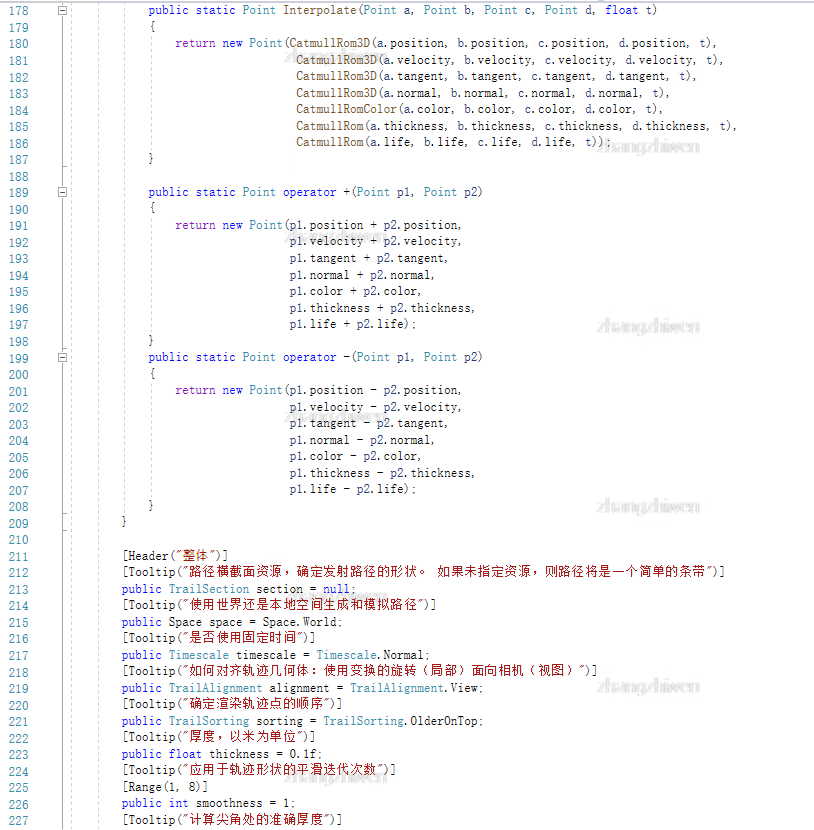 178 public static Point Interpolate(Point a, Point b, Point c, Point d, float t)
179 {
180 return new Point(CatmullRom3D(a.position, b.position, c.position, d.position, t),
181 CatmullRom3D(a.velocity, b.velocity, c.velocity, d.velocity, t),
182 CatmullRom3D(a.tangent, b.tangent, c.tangent, d.tangent, t),
183 CatmullRom3D(a.normal, b.normal, c.normal, d.normal, t),
184 CatmullRomColor(a.color, b.color, c.color, d.color, t),
185 CatmullRom(a.thickness, b.thickness, c.thickness, d.thickness, t),
186 CatmullRom(a.life, b.life, c.life, d.life, t));
187 }
188
189 public static Point operator +(Point p1, Point p2)
190 {
191 return new Point(p1.position + p2.position,
192 p1.velocity + p2.velocity,
193 p1.tangent + p2.tangent,
194 p1.normal + p2.normal,
195 p1.color + p2.color,
196 p1.thickness + p2.thickness,
197 p1.life + p2.life);
198 }
199 public static Point operator -(Point p1, Point p2)
200 {
201 return new Point(p1.position - p2.position,
202 p1.velocity - p2.velocity,
203 p1.tangent - p2.tangent,
204 p1.normal - p2.normal,
205 p1.color - p2.color,
206 p1.thickness - p2.thickness,
207 p1.life - p2.life);
208 }
209 }
210
211 [Header("整体")]
212 [Tooltip("路径横截面资源，确定发射路径的形状。 如果未指定资源，则路径将是一个简单的条带")]
213 public TrailSection section = null;
214 [Tooltip("使用世界还是本地空间生成和模拟路径")]
215 public Space space = Space.World;
216 [Tooltip("是否使用固定时间")]
217 public Timescale timescale = Timescale.Normal;
218 [Tooltip("如何对齐轨迹几何体：使用变换的旋转（局部）面向相机（视图）")]
219 public TrailAlignment alignment = TrailAlignment.View;
220 [Tooltip("确定渲染轨迹点的顺序")]
221 public TrailSorting sorting = TrailSorting.OlderOnTop;
222 [Tooltip("厚度，以米为单位")]
223 public float thickness = 0.1f;
224 [Tooltip("应用于轨迹形状的平滑迭代次数")]
225 [Range(1, 8)]
226 public int smoothness = 1;
227 [Tooltip("计算尖角处的准确厚度")]
zhangzhiwen
zhangzhiwen
zhangzhiwen
zhangzhiwen
zhangzhiwen
zhangzhiwen
zhangzhiwen
zhangzhiwen
zhangzhiwen